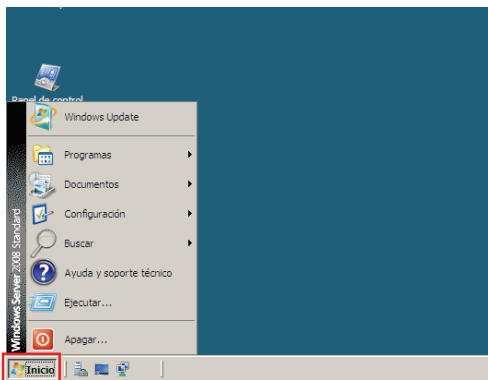 Panel de control
Windows Update
Programas
Documentos
Configuración
Buscar
Ayuda y soporte técnico
Ejecutar...
Apagar...
Windows Server 2008 Standard
Inicio